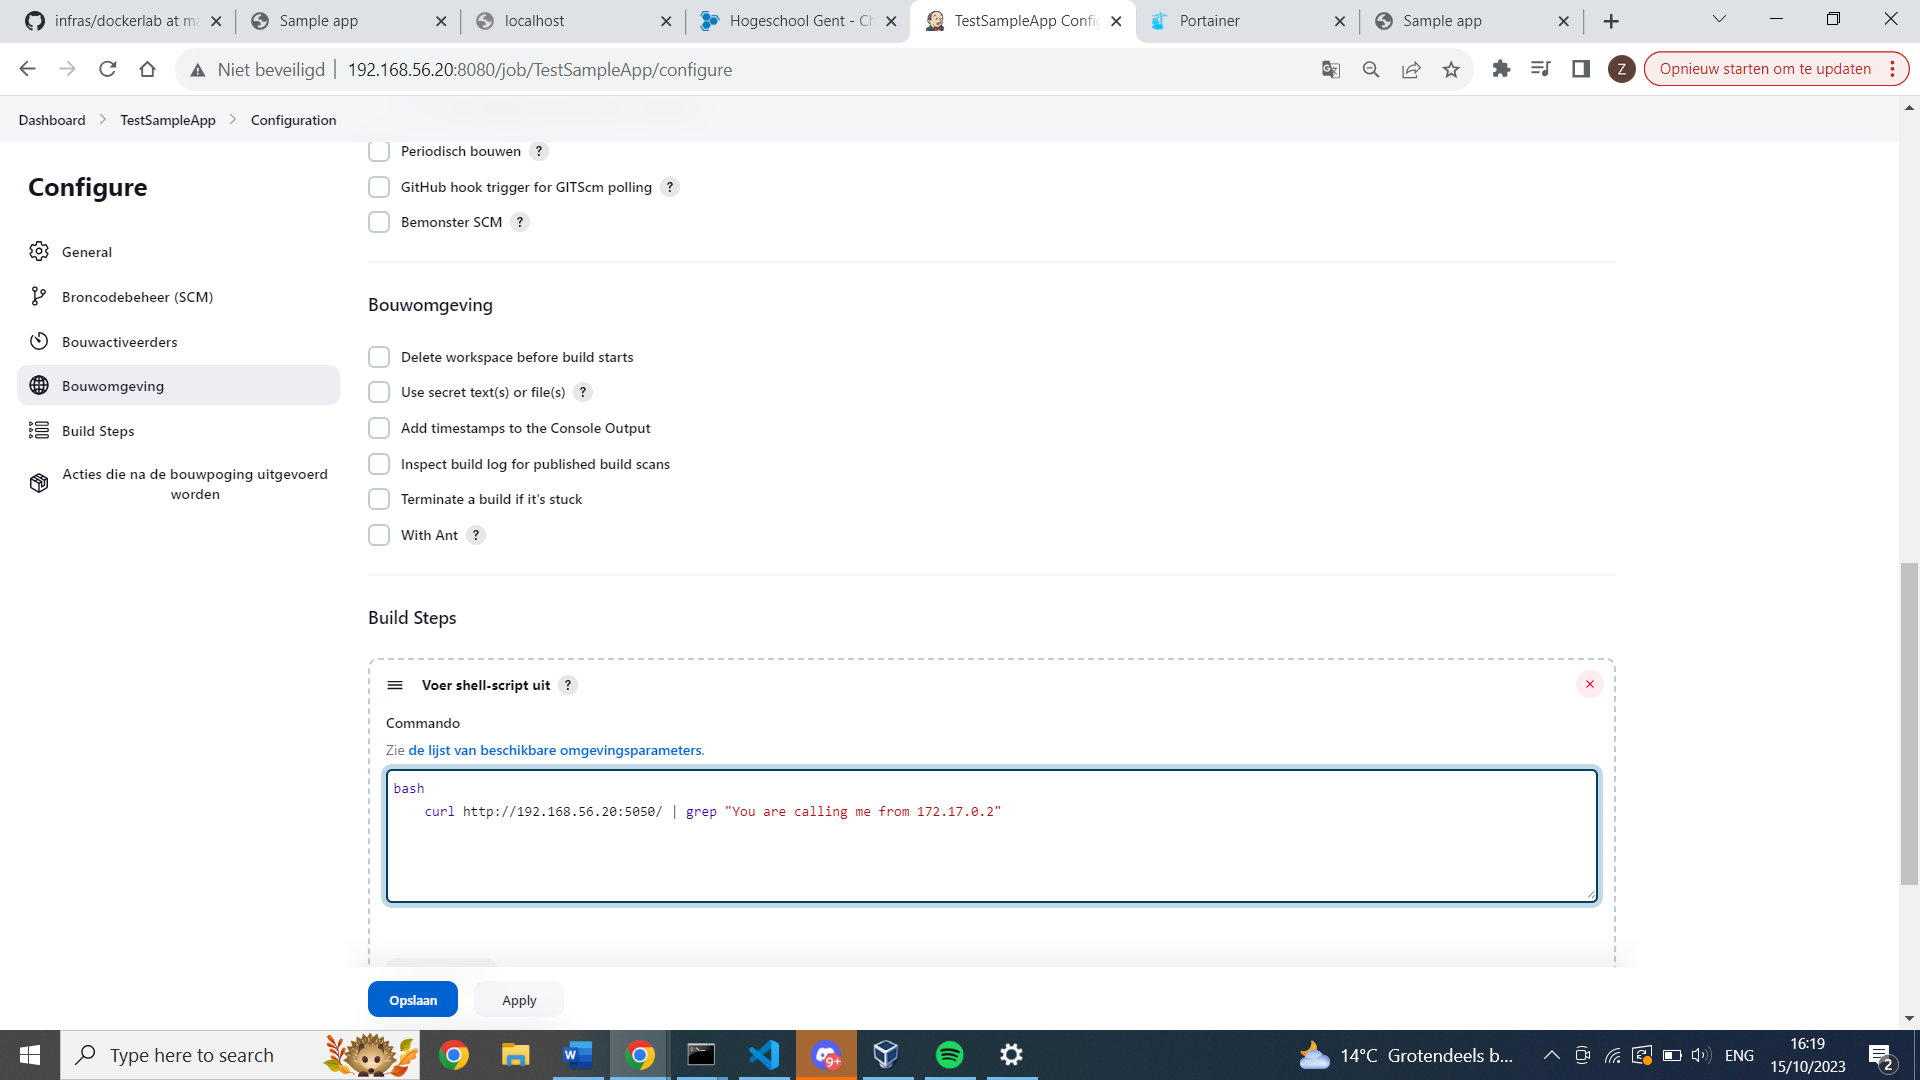 infras/dockerlab at ma
Sample app
localhost
Hogeschool Gent - Ch
TestSampleApp Config
Portainer
Sample app
Niet beveiligd
192.168.56.20:8080/job/TestSampleApp/configure
Z
Opnieuw starten om te updaten
Dashboard
TestSampleApp
Configuration
Configure
General
Broncodebeheer (SCM)
Bouwactiveerders
Bouwomgeving
Build Steps
Acties die na de bouwpoging uitgevoerd
worden
Periodisch bouwen ?
GitHub hook trigger for GITScm polling ?
Bemonster SCM ?
Bouwomgeving
Delete workspace before build starts
Use secret text(s) or file(s) ?
Add timestamps to the Console Output
Inspect build log for published build scans
Terminate a build if it's stuck
With Ant ?
Build Steps
Voer shell-script uit ?
Commando
Zie de lijst van beschikbare omgevingsparameters.
bash
curl http://192.168.56.20:5050/ | grep "You are calling me from 172.17.0.2"
Opslaan
Apply
Type here to search
9+
14°C Grotendeels b...
ENG
16:19
15/10/2023
2